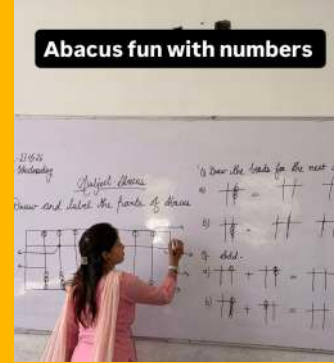 Abacus fun with numbers
Wednesday
Subject - Abacus
Draw and label the parts of abacus
Q Draw the beads for the next
a)
b)
Q Add -
a)
b)